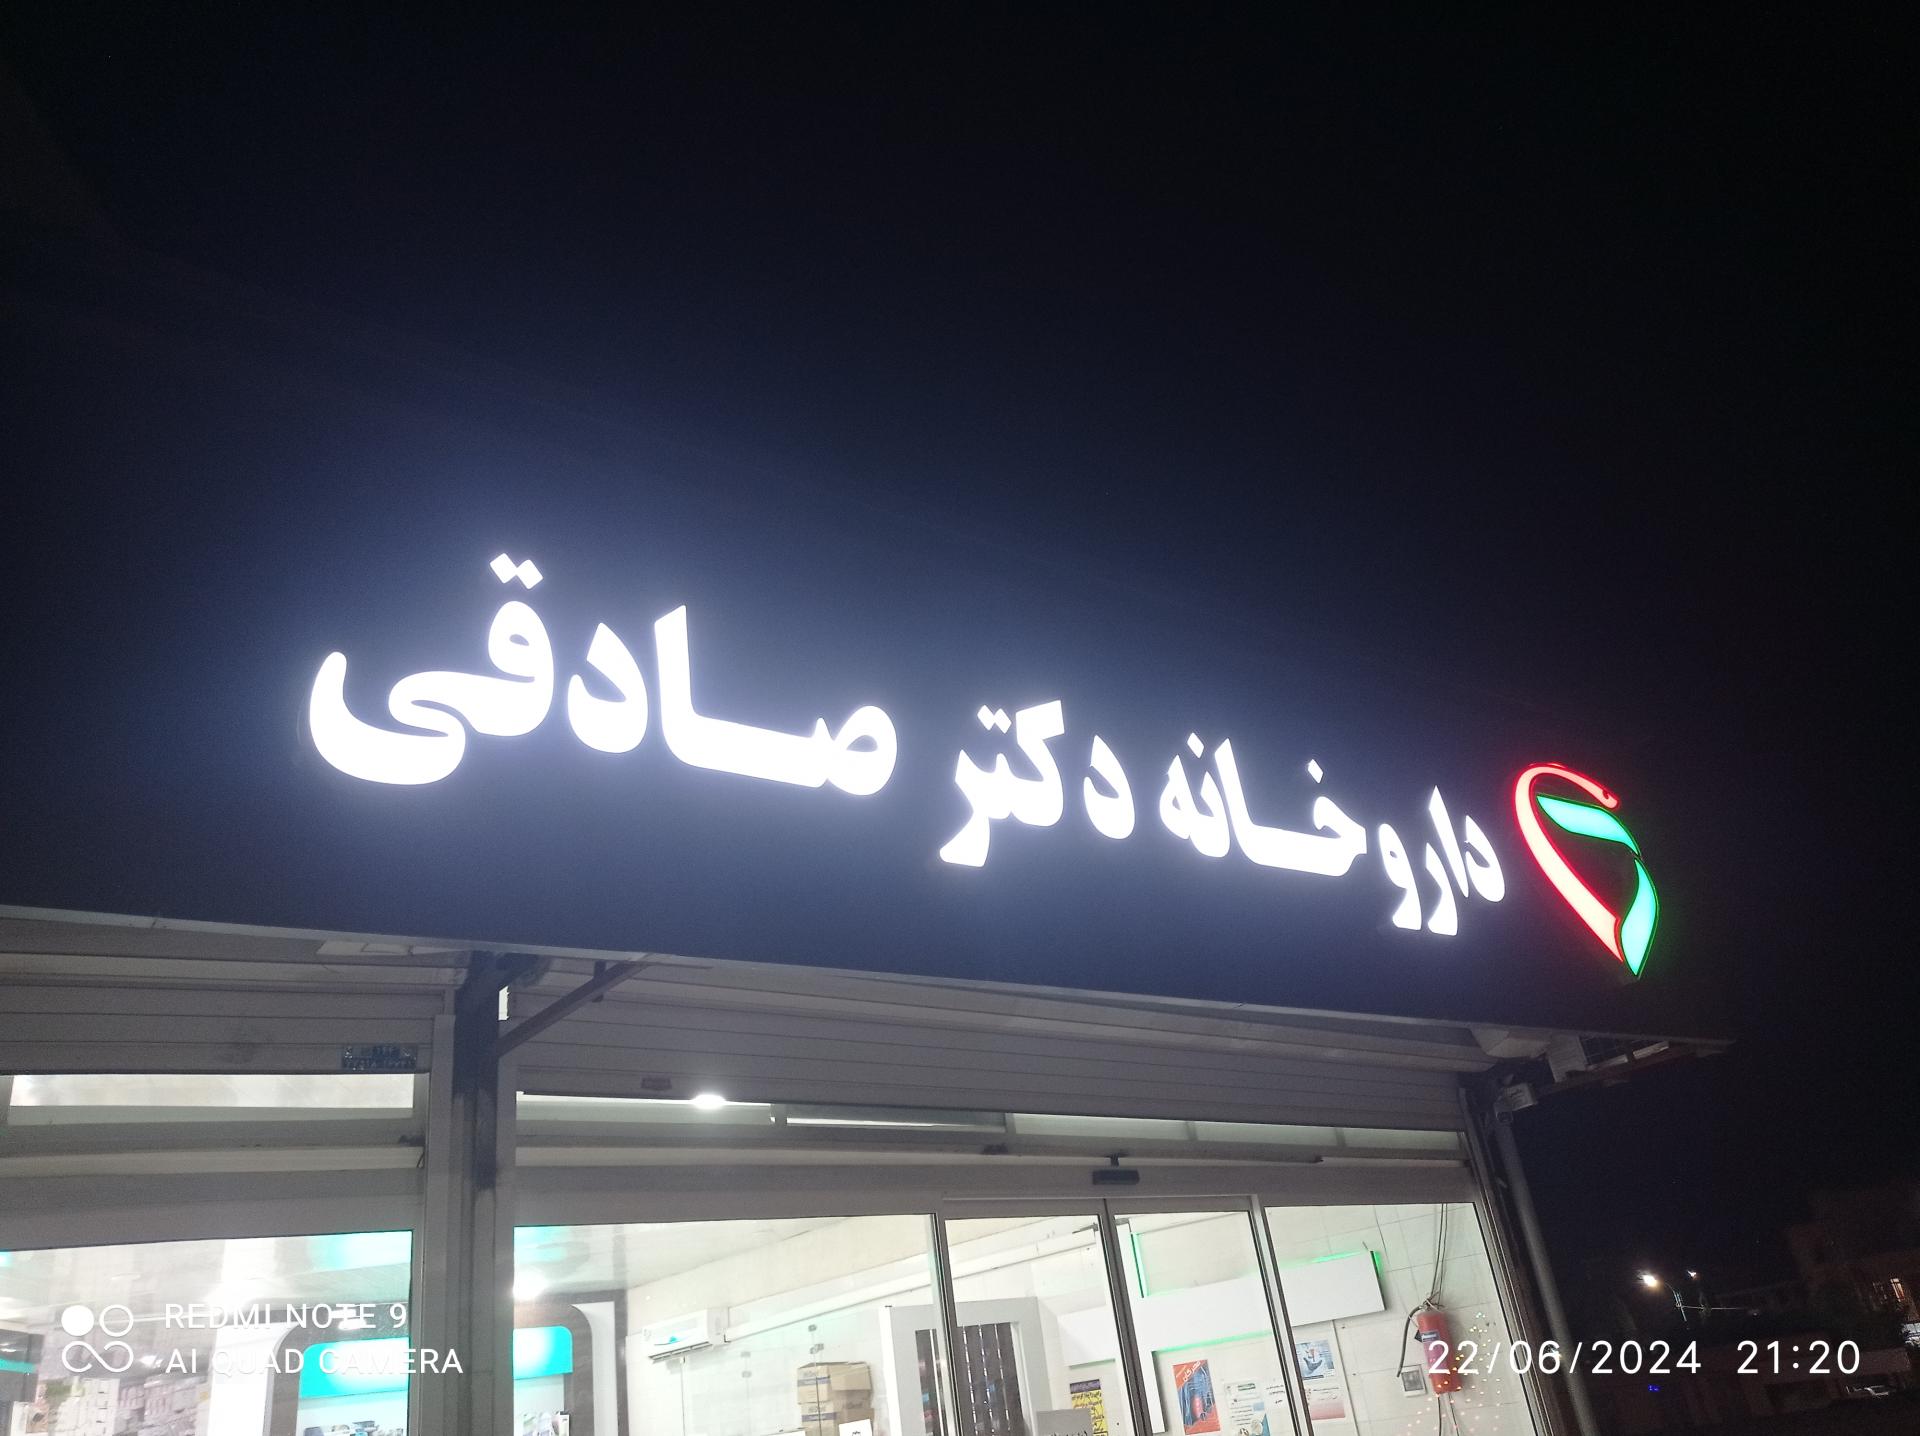 داروخانه دکتر صادقی
REDMI NOTE 9
AI QUAD CAMERA
22/06/2024 21:20